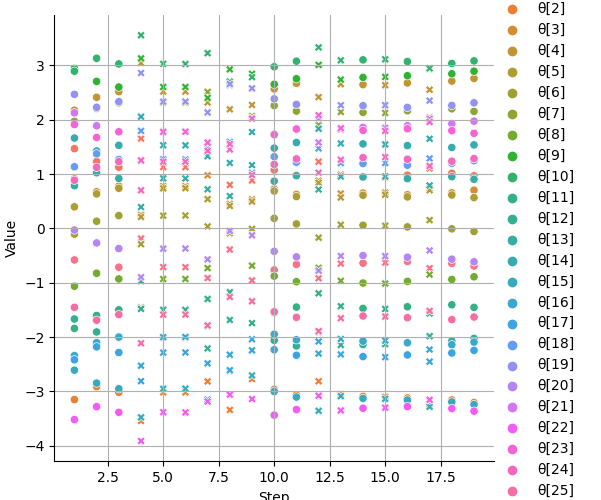 3
2
1
0
−1
−2
−3
−4
Value
2.5
5.0
7.5
10.0
12.5
15.0
17.5
Step
θ[2]
θ[3]
θ[4]
θ[5]
θ[6]
θ[7]
θ[8]
θ[9]
θ[10]
θ[11]
θ[12]
θ[13]
θ[14]
θ[15]
θ[16]
θ[17]
θ[18]
θ[19]
θ[20]
θ[21]
θ[22]
θ[23]
θ[24]
θ[25]